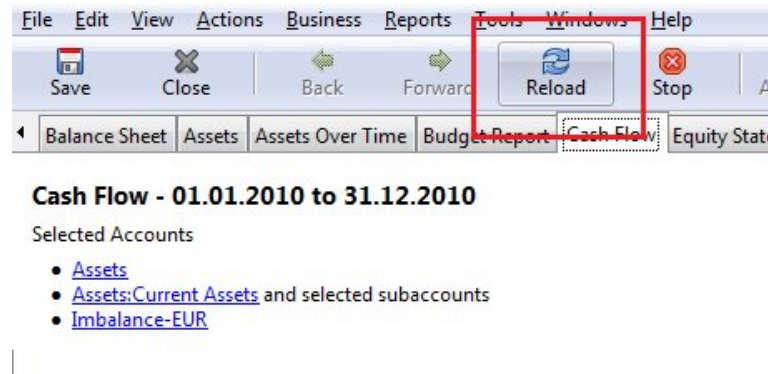 File Edit View Actions Business Reports Tools Windows Help
Save Close Back Forward Reload Stop
Balance Sheet Assets Assets Over Time Budget Report Cash Flow Equity State
Cash Flow - 01.01.2010 to 31.12.2010
Selected Accounts
• Assets
• Assets:Current Assets and selected subaccounts
• Imbalance-EUR